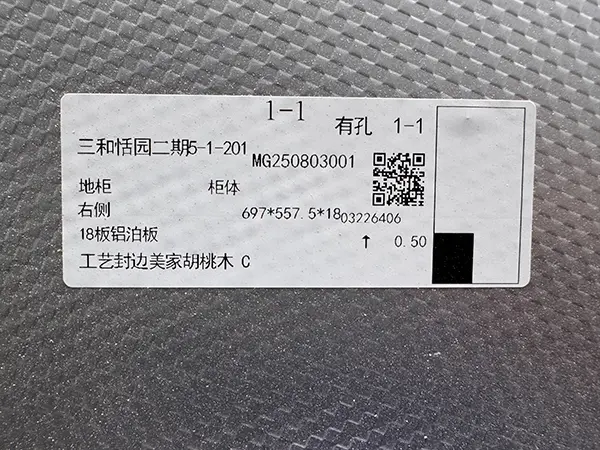 1-1
有孔 1-1
三和恬园二期5-1-201
MG250803001
地柜 柜体
右侧 697*557.5*18 03226406
18板铝泊板 ↑ 0.50
工艺封边美家胡桃木 C